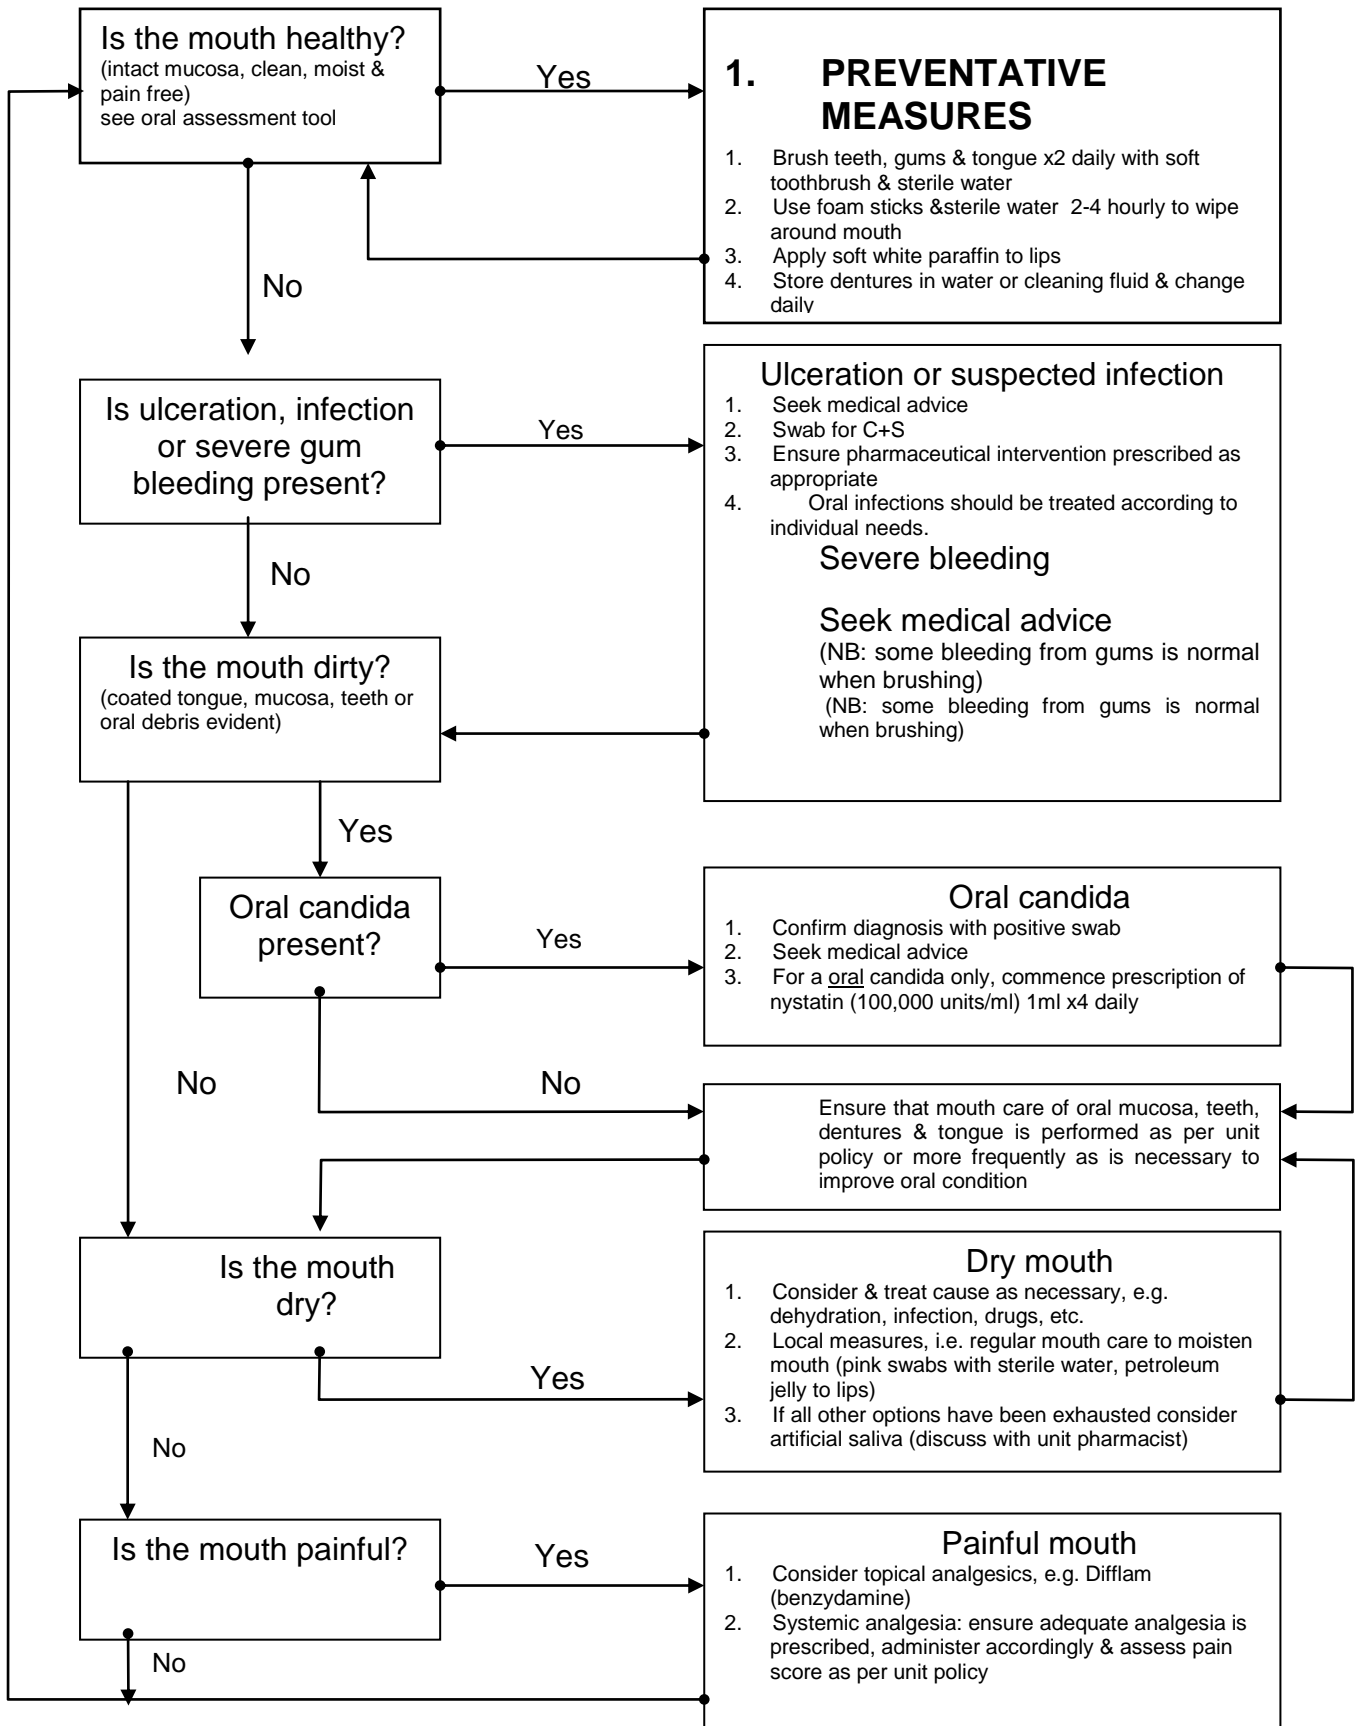 Is the mouth healthy?
(intact mucosa, clean, moist &
pain free)
see oral assessment tool
Yes
1. PREVENTATIVE
MEASURES
1. Brush teeth, gums & tongue x2 daily with soft
toothbrush & sterile water
2. Use foam sticks &sterile water 2-4 hourly to wipe
around mouth
3. Apply soft white paraffin to lips
4. Store dentures in water or cleaning fluid & change
daily
No
Is ulceration, infection
or severe gum
bleeding present?
Yes
Ulceration or suspected infection
1. Seek medical advice
2. Swab for C+S
3. Ensure pharmaceutical intervention prescribed as
appropriate
4. Oral infections should be treated according to
individual needs.
Severe bleeding
Seek medical advice
(NB: some bleeding from gums is normal
when brushing)
(NB: some bleeding from gums is normal
when brushing)
No
Is the mouth dirty?
(coated tongue, mucosa, teeth or
oral debris evident)
Yes
Oral candida
present?
Yes
Oral candida
1. Confirm diagnosis with positive swab
2. Seek medical advice
3. For a oral candida only, commence prescription of
nystatin (100,000 units/ml) 1ml x4 daily
No
No
Ensure that mouth care of oral mucosa, teeth,
dentures & tongue is performed as per unit
policy or more frequently as is necessary to
improve oral condition
Is the mouth
dry?
Yes
Dry mouth
1. Consider & treat cause as necessary, e.g.
dehydration, infection, drugs, etc.
2. Local measures, i.e. regular mouth care to moisten
mouth (pink swabs with sterile water, petroleum
jelly to lips)
3. If all other options have been exhausted consider
artificial saliva (discuss with unit pharmacist)
No
Is the mouth painful?
Yes
Painful mouth
1. Consider topical analgesics, e.g. Difflam
(benzydamine)
2. Systemic analgesia: ensure adequate analgesia is
prescribed, administer accordingly & assess pain
score as per unit policy
No